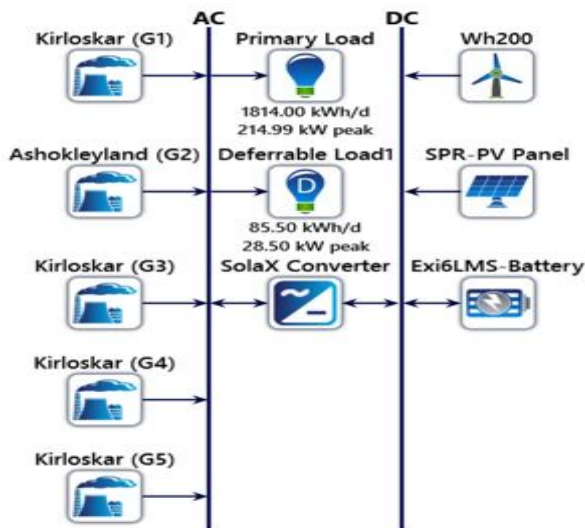 AC DC
Kirloskar (G1) Primary Load Wh200
1814.00 kWh/d
214.99 kW peak
Ashokleyland (G2) Deferrable Load1 SPR-PV Panel
D
85.50 kWh/d
28.50 kW peak
Kirloskar (G3) SolaX Converter Exi6LMS-Battery
Kirloskar (G4)
Kirloskar (G5)